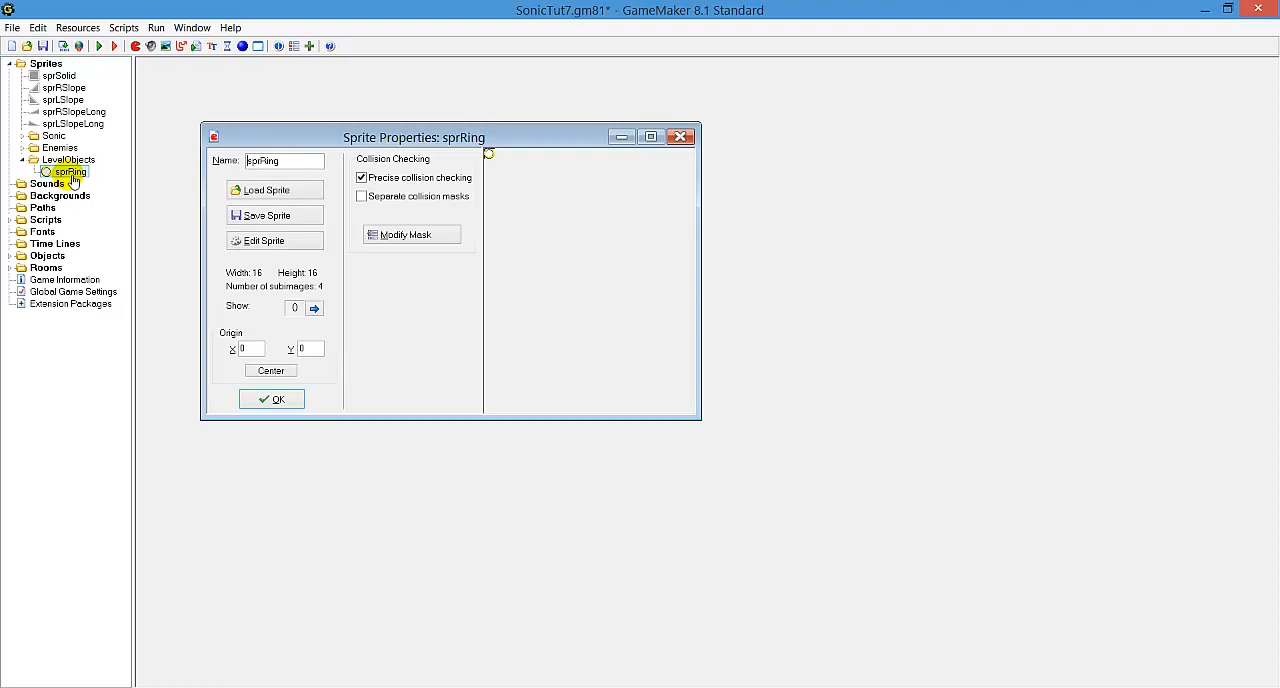 SonicTut7.gm81* - GameMaker 8.1 Standard
File Edit Resources Scripts Run Window Help
Sprites
sprSolid
sprRSlope
sprLSlope
sprRSlopeLong
sprLSlopeLong
Sonic
Enemies
LevelObjects
sprRing
Sounds
Backgrounds
Paths
Scripts
Fonts
Time Lines
Objects
Rooms
Game Information
Global Game Settings
Extension Packages
Sprite Properties: sprRing
Name: sprRing
Load Sprite
Save Sprite
Edit Sprite
Width: 16 Height: 16
Number of subimages: 4
Show: 0
Origin
X 0 Y 0
Center
OK
Collision Checking
Precise collision checking
Separate collision masks
Modify Mask